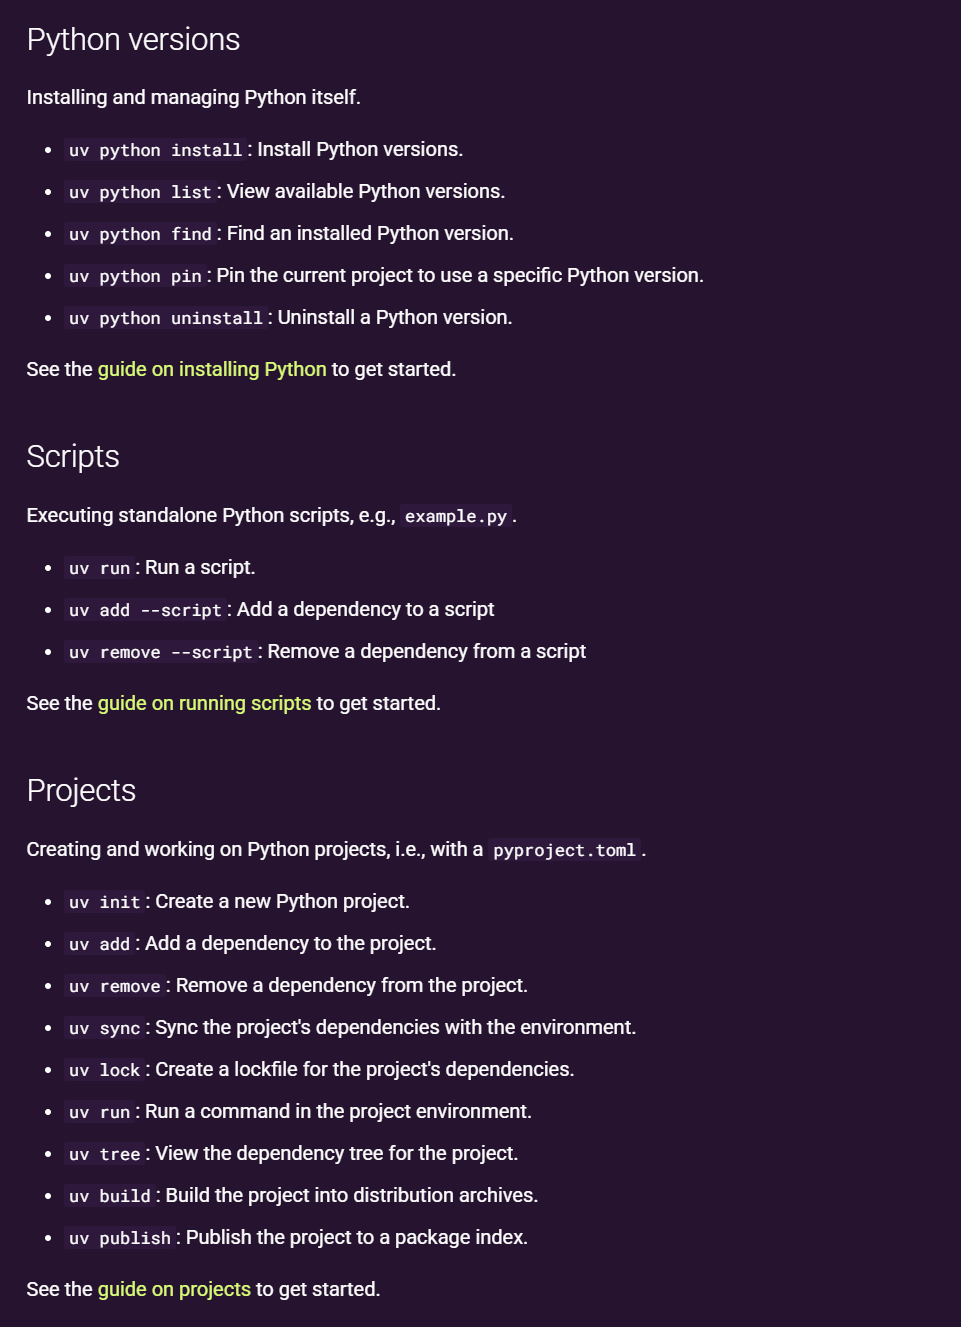 Python versions
Installing and managing Python itself.
• uv python install: Install Python versions.
• uv python list: View available Python versions.
• uv python find: Find an installed Python version.
• uv python pin: Pin the current project to use a specific Python version.
• uv python uninstall: Uninstall a Python version.
See the guide on installing Python to get started.
Scripts
Executing standalone Python scripts, e.g., example.py.
• uv run: Run a script.
• uv add --script: Add a dependency to a script
• uv remove --script: Remove a dependency from a script
See the guide on running scripts to get started.
Projects
Creating and working on Python projects, i.e., with a pyproject.toml.
• uv init: Create a new Python project.
• uv add: Add a dependency to the project.
• uv remove: Remove a dependency from the project.
• uv sync: Sync the project's dependencies with the environment.
• uv lock: Create a lockfile for the project's dependencies.
• uv run: Run a command in the project environment.
• uv tree: View the dependency tree for the project.
• uv build: Build the project into distribution archives.
• uv publish: Publish the project to a package index.
See the guide on projects to get started.